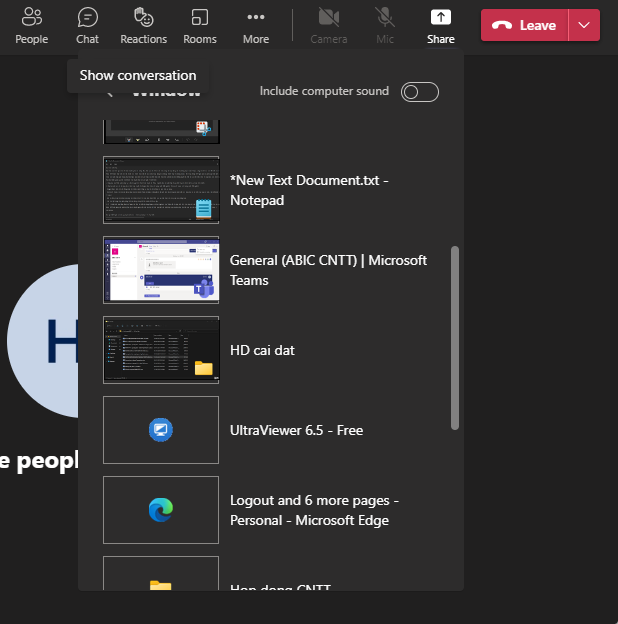 People
Chat
Reactions
Rooms
More
Camera
Mic
Share
Leave
Show conversation
Window
Include computer sound
*New Text Document.txt -
Notepad
General (ABIC CNTT) | Microsoft
Teams
HD cai dat
H
UltraViewer 6.5 - Free
e peopl
Logout and 6 more pages -
Personal - Microsoft Edge
Hop dong CNTT